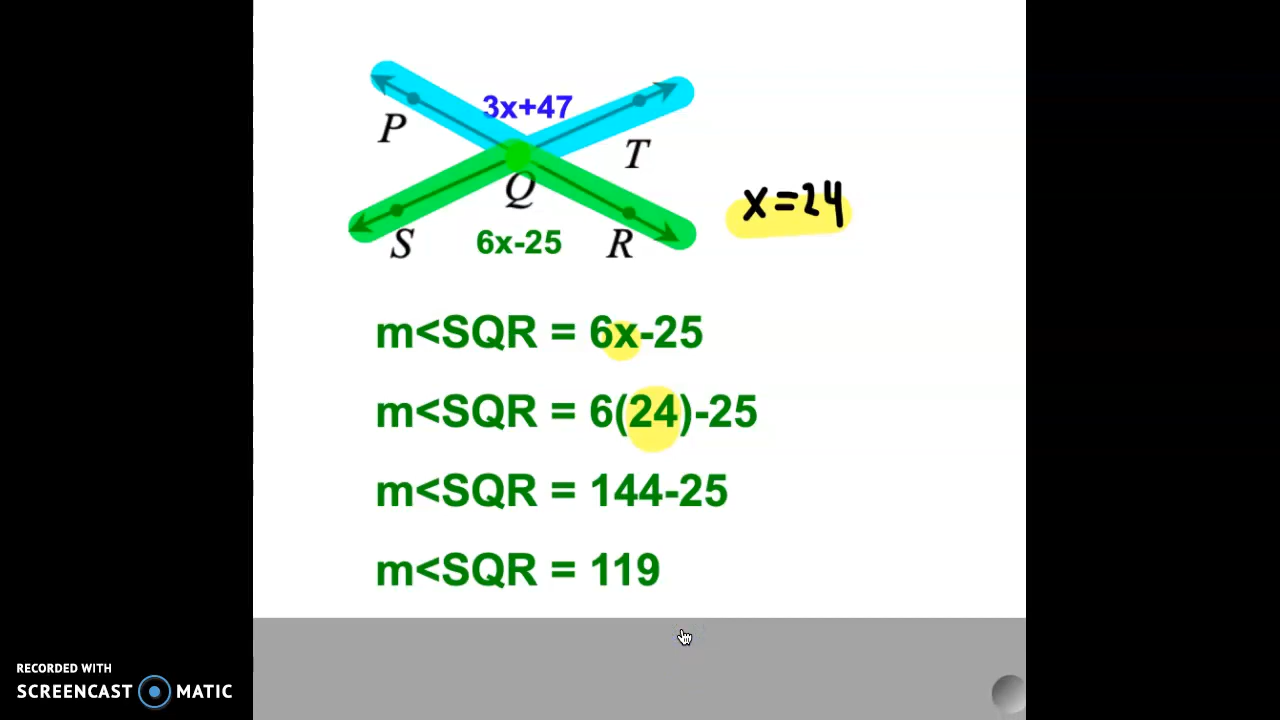 3x+47
P
T
Q
x=24
S
6x-25
R
m<SQR = 6x-25
m<SQR = 6(24)-25
m<SQR = 144-25
m<SQR = 119
RECORDED WITH
SCREENCAST MATIC